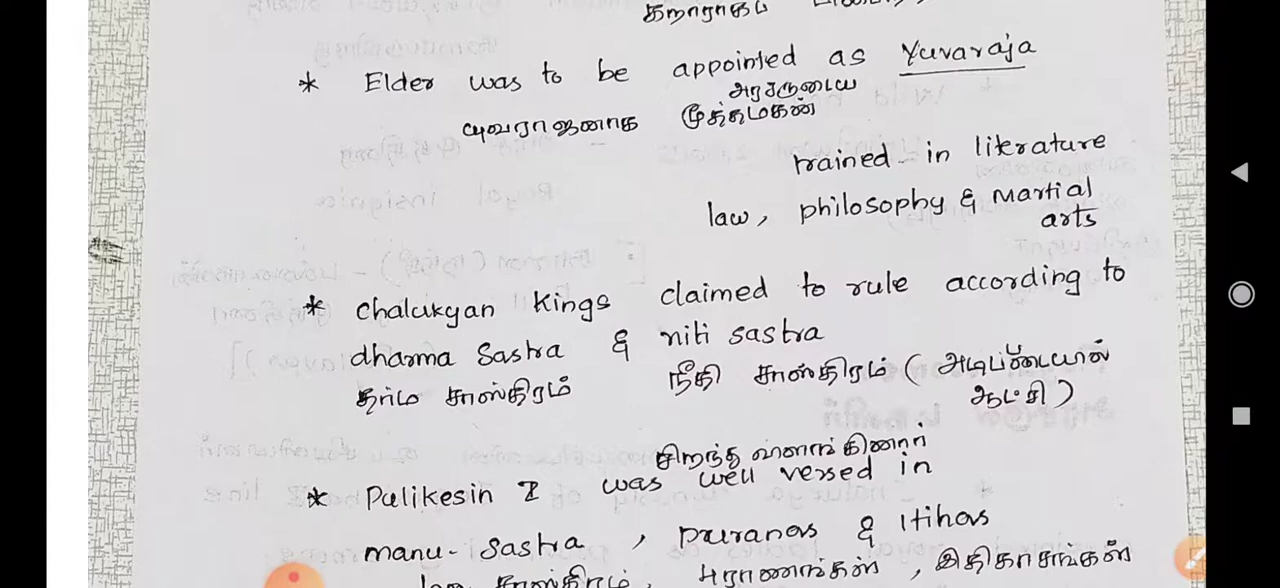 * Elder was to be appointed as Yuvaraja
அரசருடைய
யுவராஜனாக மூத்தமகன்
trained in literature
law, philosophy & Martial
arts
* Chalukyan Kings claimed to rule according to
dharma Sastra & niti sastra
தர்ம சாஸ்திரம் நீதி சாஸ்திரம் ( அடிப்படையில்
ஆட்சி )
சிறந்து விளங்கினார்
* Pulikesin I was well versed in
manu-Sastra, puranas & Itihas
சாஸ்திரம், புராணங்கள், இதிகாசங்கள்